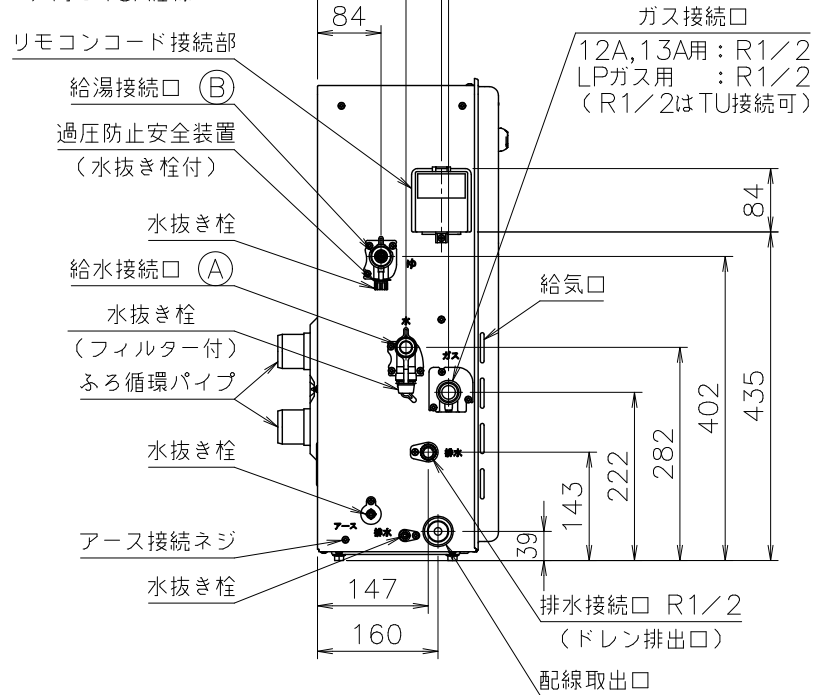 84
ガス接続口
リモコンコード接続部
12A,13A用：R1／2
LPガス用　：R1／2
（R1／2はTU接続可）
給湯接続口 Ⓑ
過圧防止安全装置
（水抜き栓付）
84
水抜き栓
ゆ
給水接続口 Ⓐ
給気口
水抜き栓
（フィルター付）
水
ガス
ふろ循環パイプ
435
402
282
222
143
39
水抜き栓
排水
アース
排水
アース接続ネジ
水抜き栓
147
排水接続口 R1／2
（ドレン排出口）
160
配線取出口